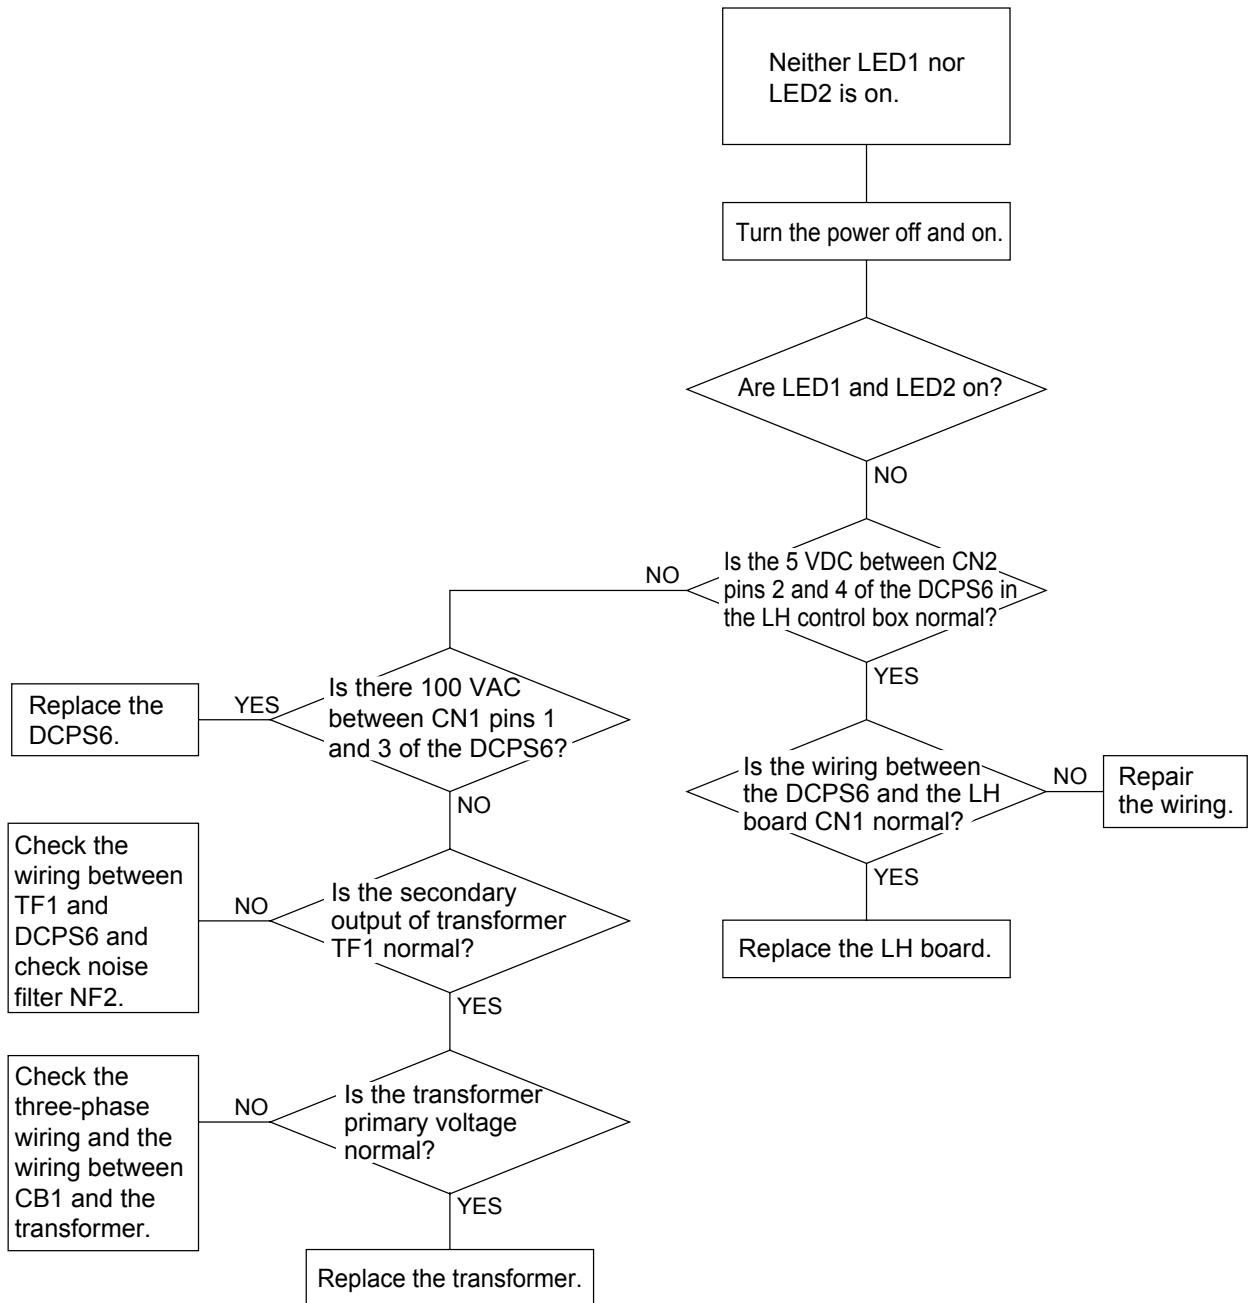 Neither LED1 nor
LED2 is on.
Turn the power off and on.
Are LED1 and LED2 on?
NO
Is the 5 VDC between CN2
pins 2 and 4 of the DCPS6 in
the LH control box normal?
NO
YES
Is there 100 VAC
between CN1 pins 1
and 3 of the DCPS6?
YES
Replace the
DCPS6.
NO
Is the wiring between
the DCPS6 and the LH
board CN1 normal?
NO
Repair
the wiring.
YES
Replace the LH board.
Is the secondary
output of transformer
TF1 normal?
NO
Check the
wiring between
TF1 and
DCPS6 and
check noise
filter NF2.
YES
Is the transformer
primary voltage
normal?
NO
Check the
three-phase
wiring and the
wiring between
CB1 and the
transformer.
YES
Replace the transformer.